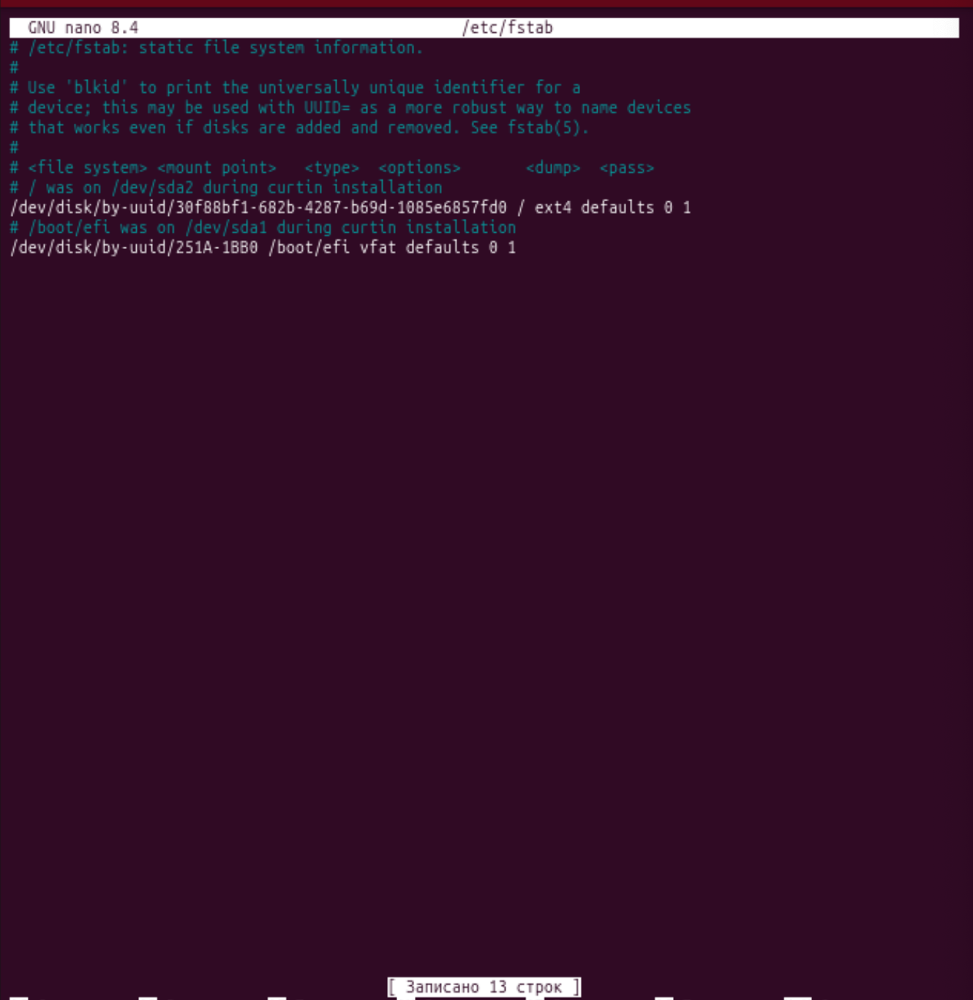 GNU nano 8.4 /etc/fstab
# /etc/fstab: static file system information.
#
# Use 'blkid' to print the universally unique identifier for a
# device; this may be used with UUID= as a more robust way to name devices
# that works even if disks are added and removed. See fstab(5).
#
# <file system> <mount point>   <type>  <options>       <dump>  <pass>
# / was on /dev/sda2 during curtin installation
/dev/disk/by-uuid/30f88bf1-682b-4287-b69d-1085e6857fd0 / ext4 defaults 0 1
# /boot/efi was on /dev/sda1 during curtin installation
/dev/disk/by-uuid/251A-1BB0 /boot/efi vfat defaults 0 1
[ Записано 13 строк ]